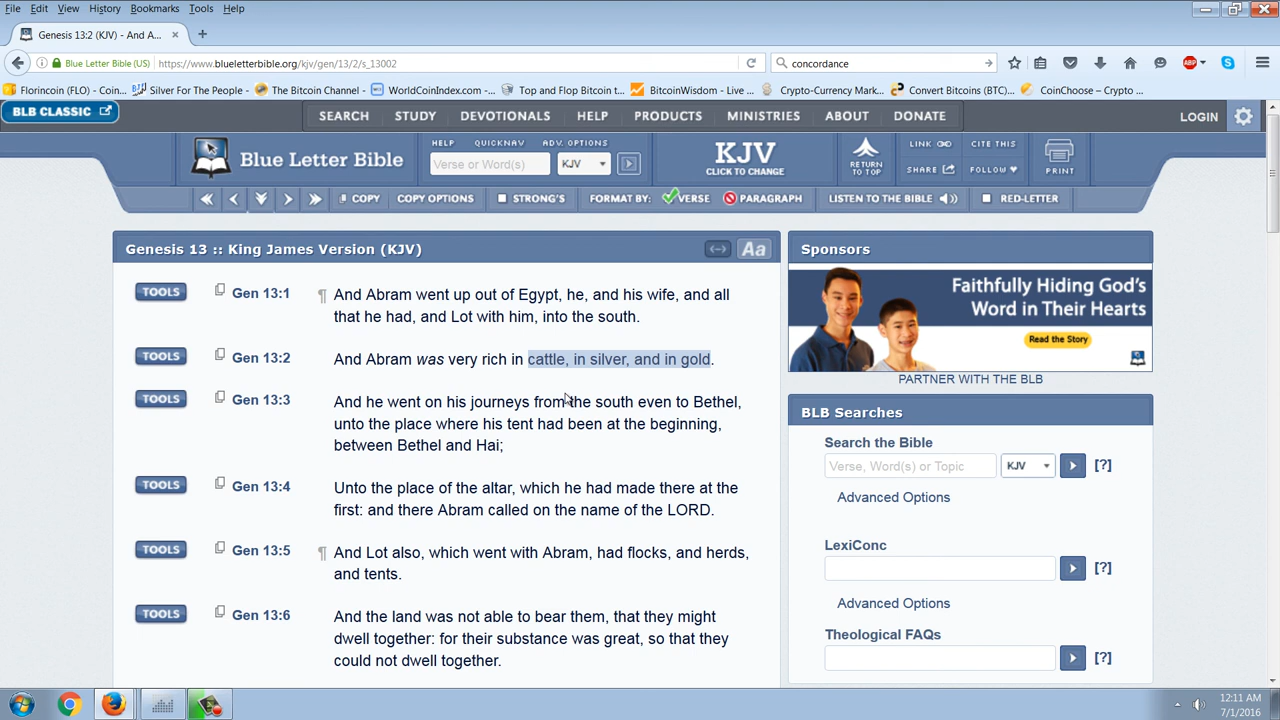 File Edit View History Bookmarks Tools Help
Genesis 13:2 (KJV) - And A...
Blue Letter Bible (US) https://www.blueletterbible.org/kjv/gen/13/2/s_13002 concordance
Florincoin (FLO) - Coin... Silver For The People - The Bitcoin Channel - WorldCoinIndex.com -... Top and Flop Bitcoin t... BitcoinWisdom - Live ... Crypto-Currency Mark... Convert Bitcoins (BTC)... CoinChoose – Crypto ...
BLB CLASSIC SEARCH STUDY DEVOTIONALS HELP PRODUCTS MINISTRIES ABOUT DONATE LOGIN
HELP QUICKNAV ADV. OPTIONS
Blue Letter Bible Verse or Word(s) KJV KJV CLICK TO CHANGE RETURN TO TOP LINK CITE THIS SHARE FOLLOW PRINT
COPY COPY OPTIONS STRONG'S FORMAT BY: VERSE PARAGRAPH LISTEN TO THE BIBLE RED-LETTER
Genesis 13 :: King James Version (KJV) Aa
TOOLS Gen 13:1 ¶ And Abram went up out of Egypt, he, and his wife, and all
that he had, and Lot with him, into the south.
TOOLS Gen 13:2 And Abram was very rich in cattle, in silver, and in gold.
TOOLS Gen 13:3 And he went on his journeys from the south even to Bethel,
unto the place where his tent had been at the beginning,
between Bethel and Hai;
TOOLS Gen 13:4 Unto the place of the altar, which he had made there at the
first: and there Abram called on the name of the LORD.
TOOLS Gen 13:5 ¶ And Lot also, which went with Abram, had flocks, and herds,
and tents.
TOOLS Gen 13:6 And the land was not able to bear them, that they might
dwell together: for their substance was great, so that they
could not dwell together.
Sponsors
Faithfully Hiding God's
Word in Their Hearts
Read the Story
PARTNER WITH THE BLB
BLB Searches
Search the Bible
Verse, Word(s) or Topic KJV [?]
Advanced Options
LexiConc
[?]
Advanced Options
Theological FAQs
[?]
12:11 AM
7/1/2016